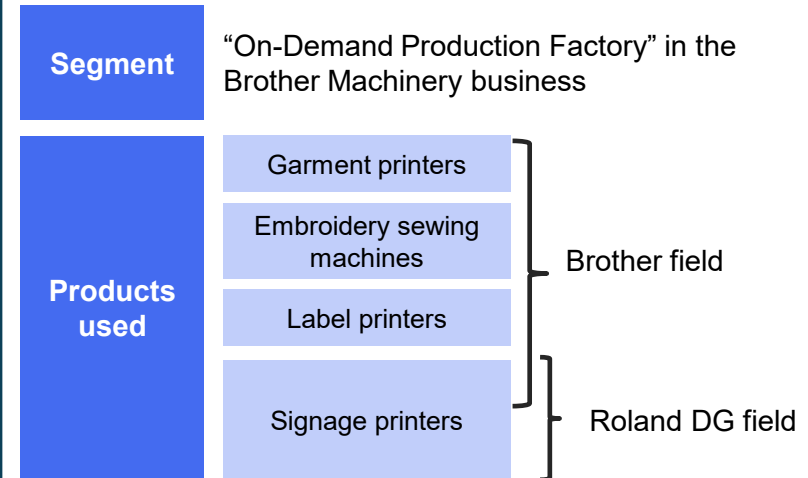 Segment
“On-Demand Production Factory” in the
Brother Machinery business
Products
used
Garment printers
Embroidery sewing
machines
Label printers
Signage printers
Brother field
Roland DG field